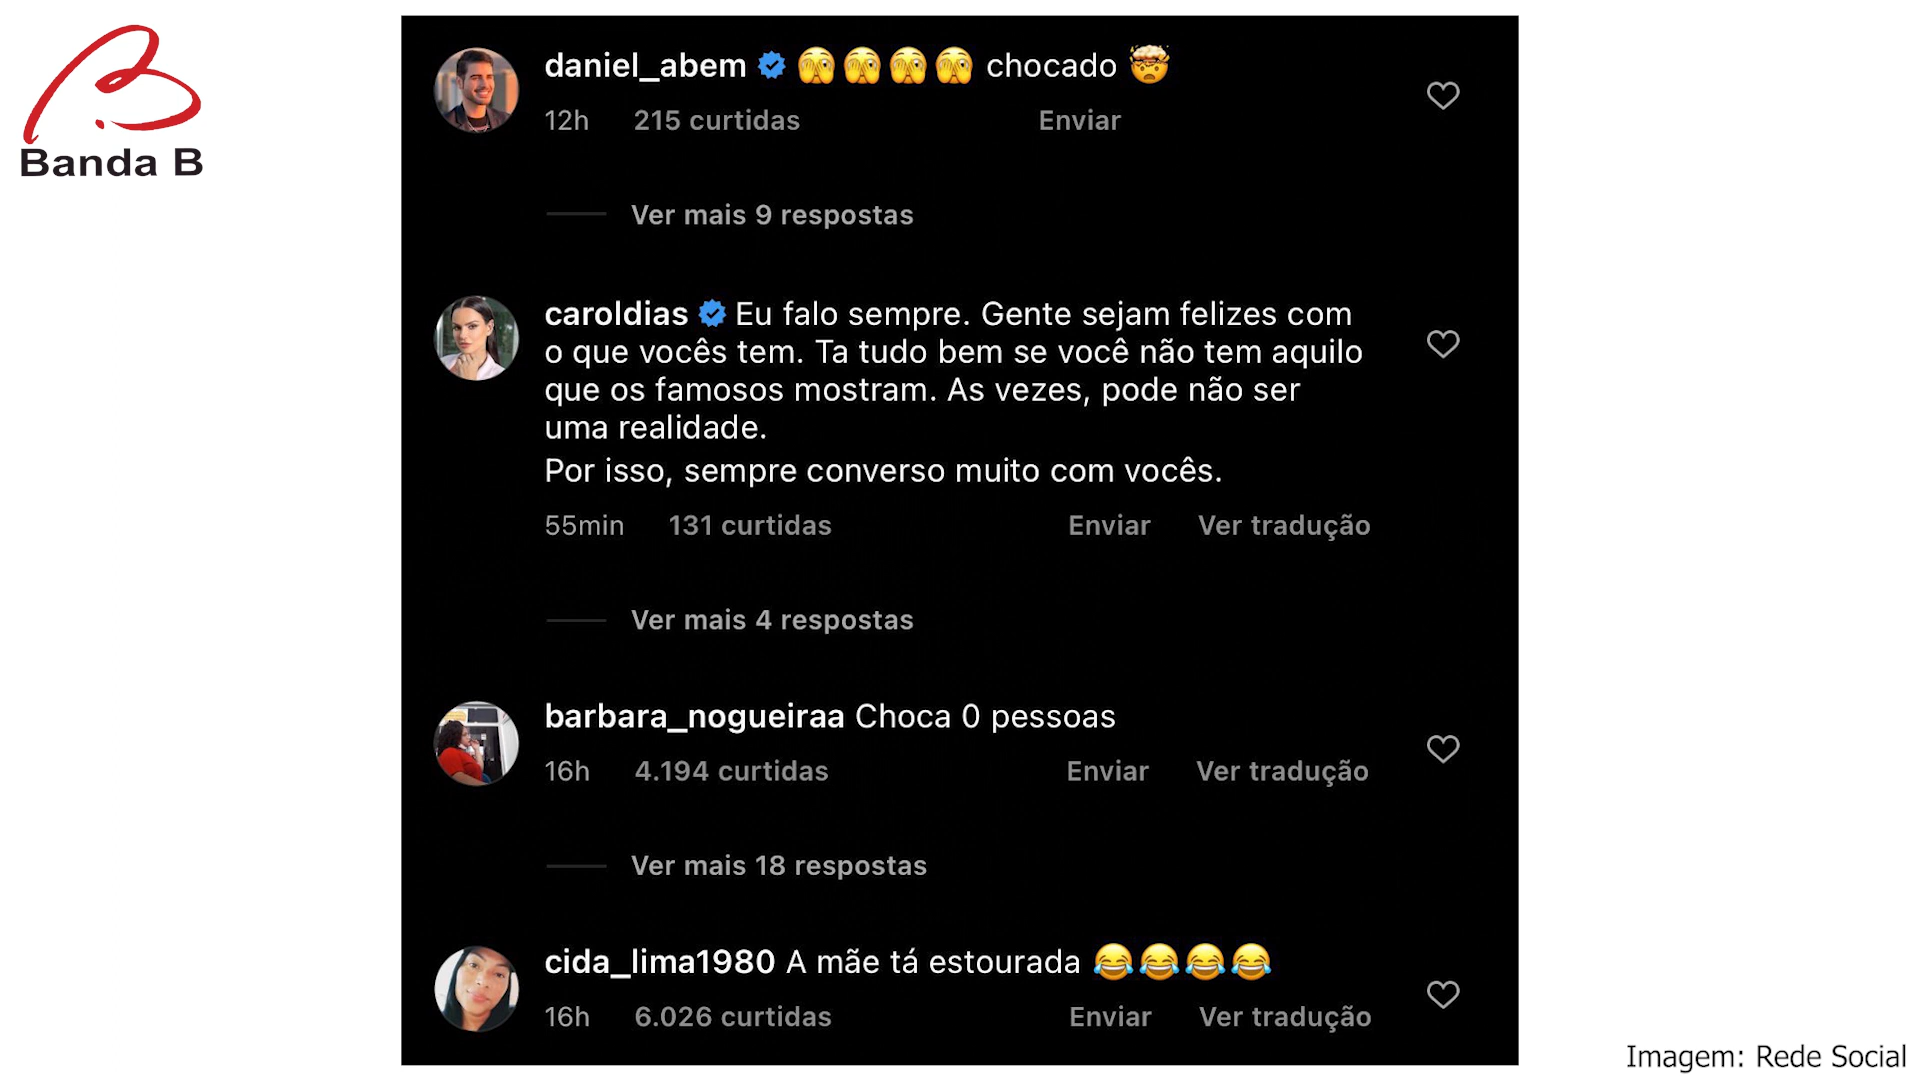 Banda B
daniel_abem 🫣🫣🫣🫣 chocado 🤯
12h 215 curtidas Enviar
Ver mais 9 respostas
caroldias Eu falo sempre. Gente sejam felizes com
o que vocês tem. Ta tudo bem se você não tem aquilo
que os famosos mostram. As vezes, pode não ser
uma realidade.
Por isso, sempre converso muito com vocês.
55min 131 curtidas Enviar Ver tradução
Ver mais 4 respostas
barbara_nogueiraa Choca 0 pessoas
16h 4.194 curtidas Enviar Ver tradução
Ver mais 18 respostas
cida_lima1980 A mãe tá estourada 😂😂😂😂
16h 6.026 curtidas Enviar Ver tradução
Imagem: Rede Social